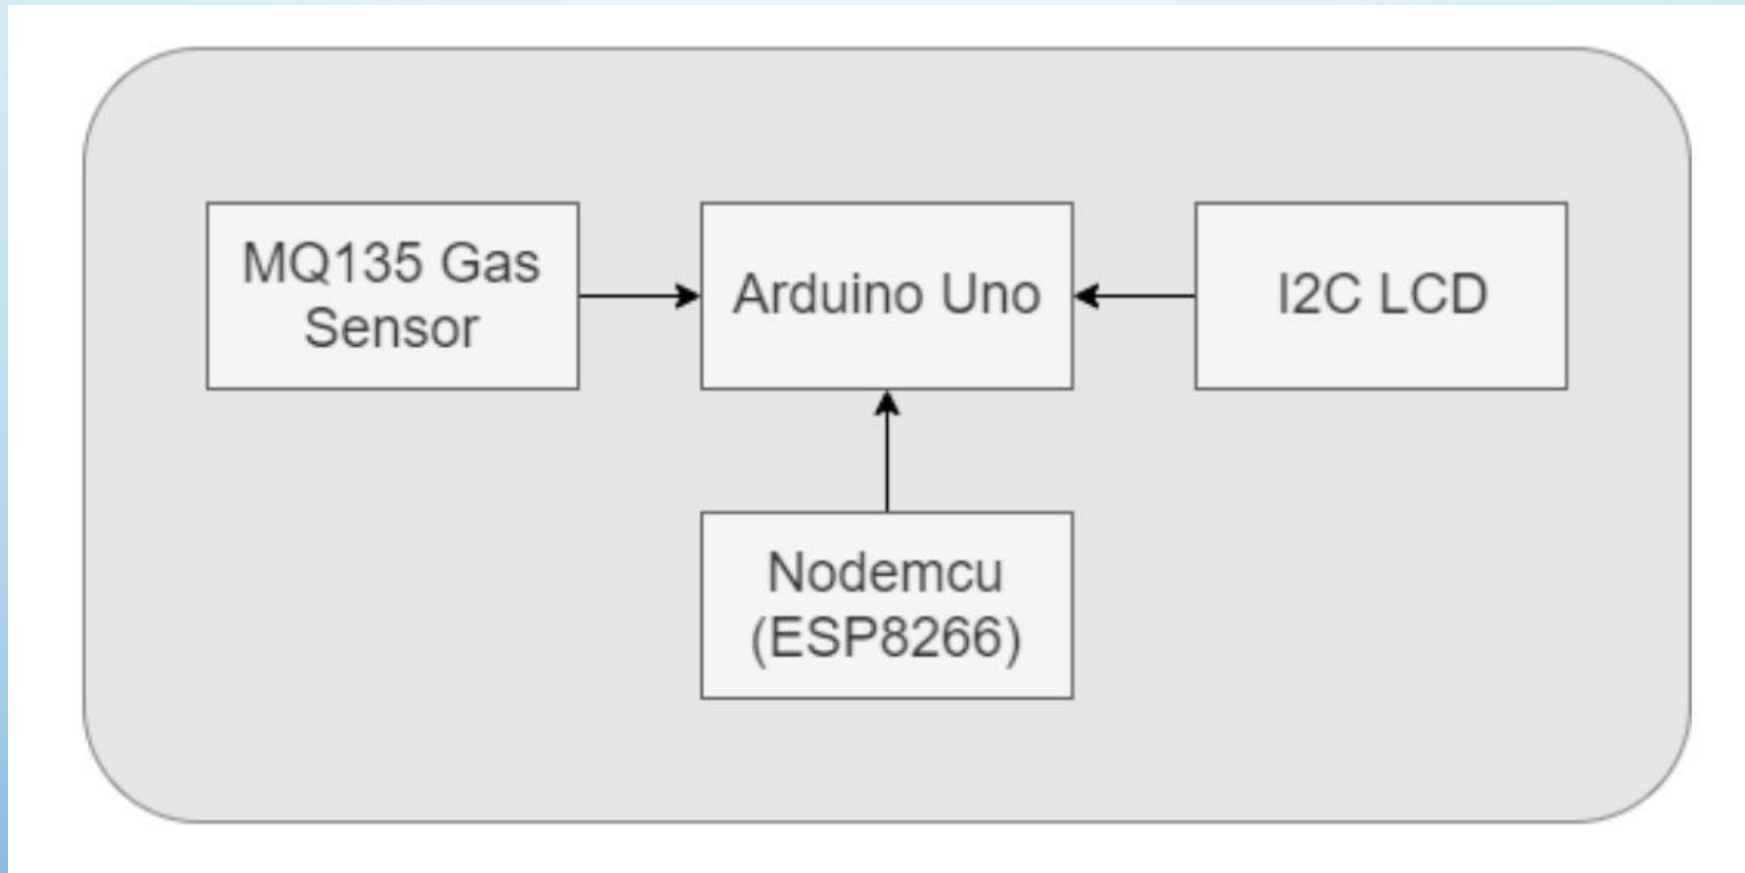 MQ135 Gas
Sensor
Arduino Uno
I2C LCD
Nodemcu
(ESP8266)